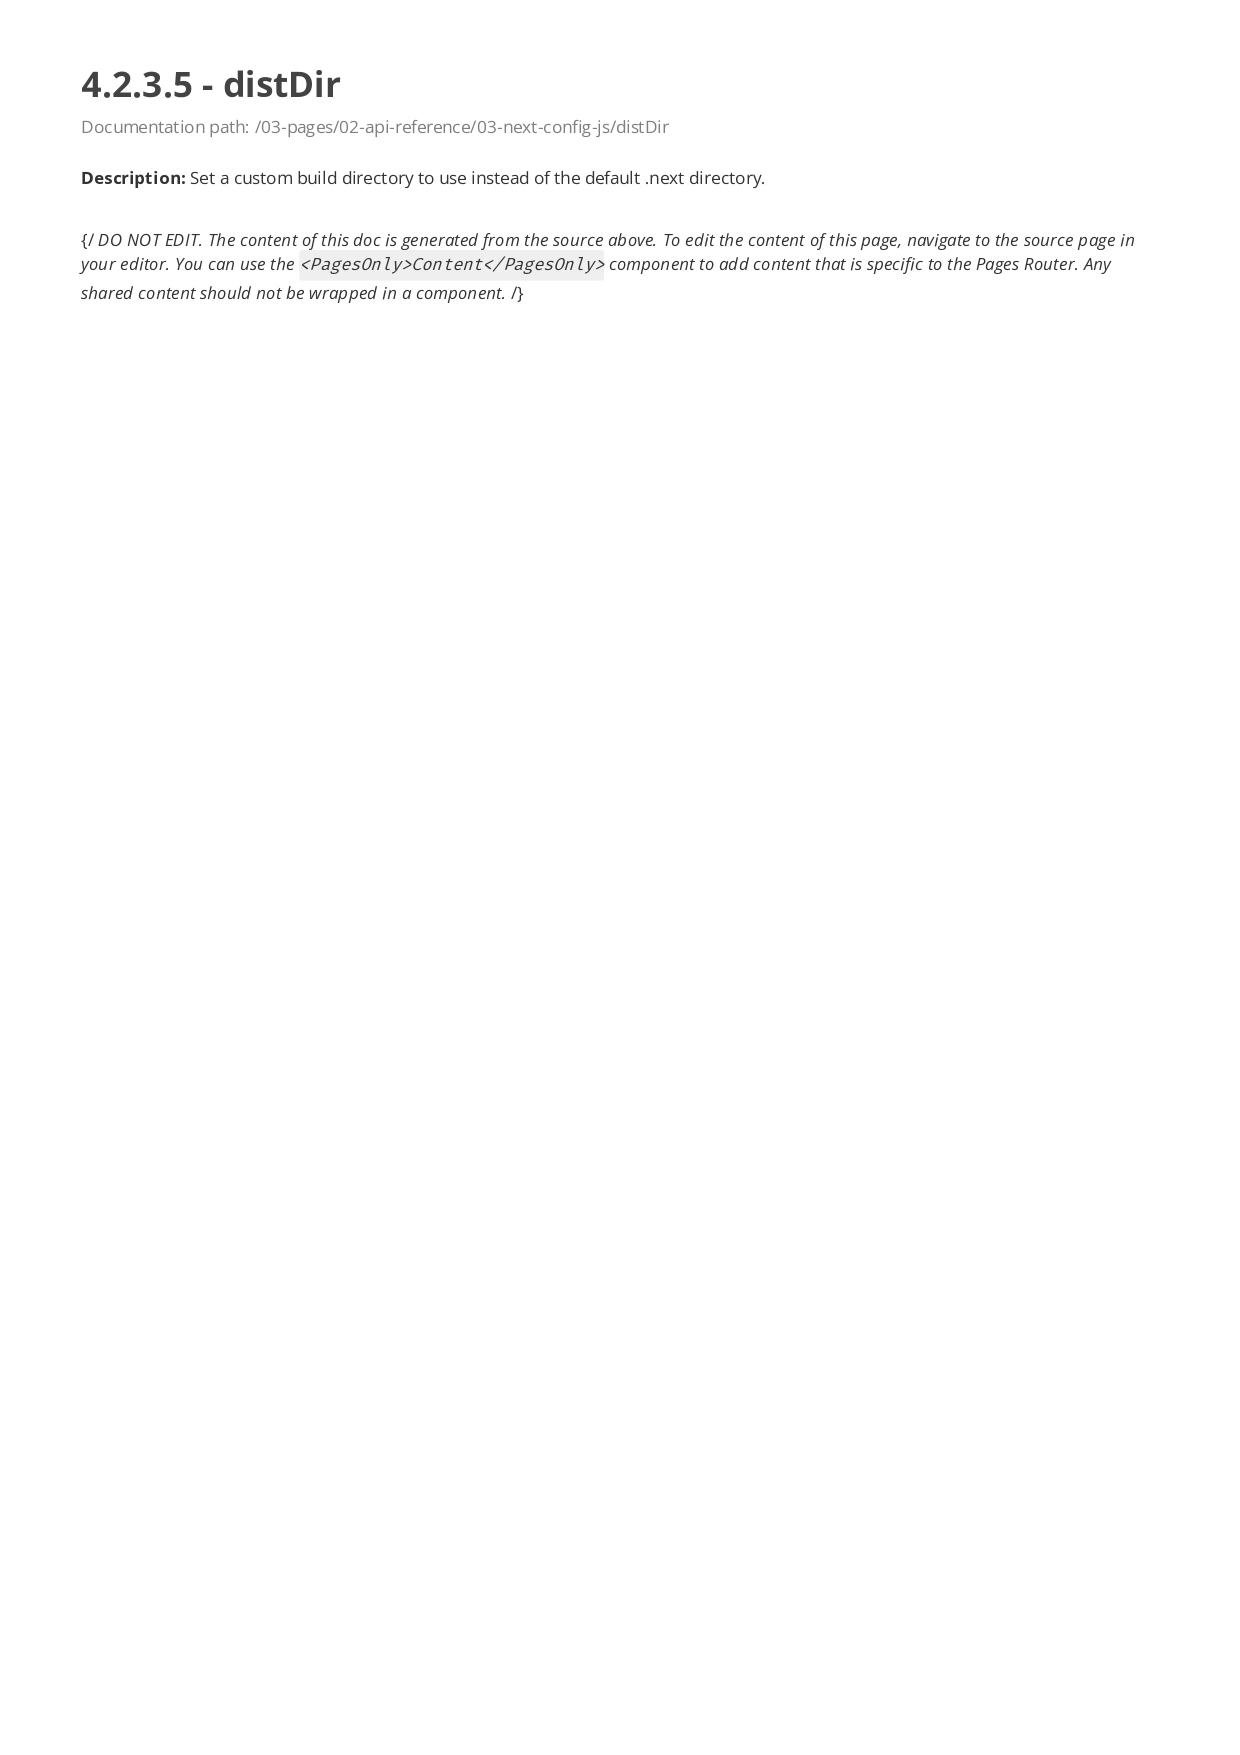 4.2.3.5 - distDir
Documentation path: /03-pages/02-api-reference/03-next-config-js/distDir
Description: Set a custom build directory to use instead of the default .next directory.
{/ DO NOT EDIT. The content of this doc is generated from the source above. To edit the content of this page, navigate to the source page in
your editor. You can use the <PagesOnly>Content</PagesOnly> component to add content that is specific to the Pages Router. Any
shared content should not be wrapped in a component. /}